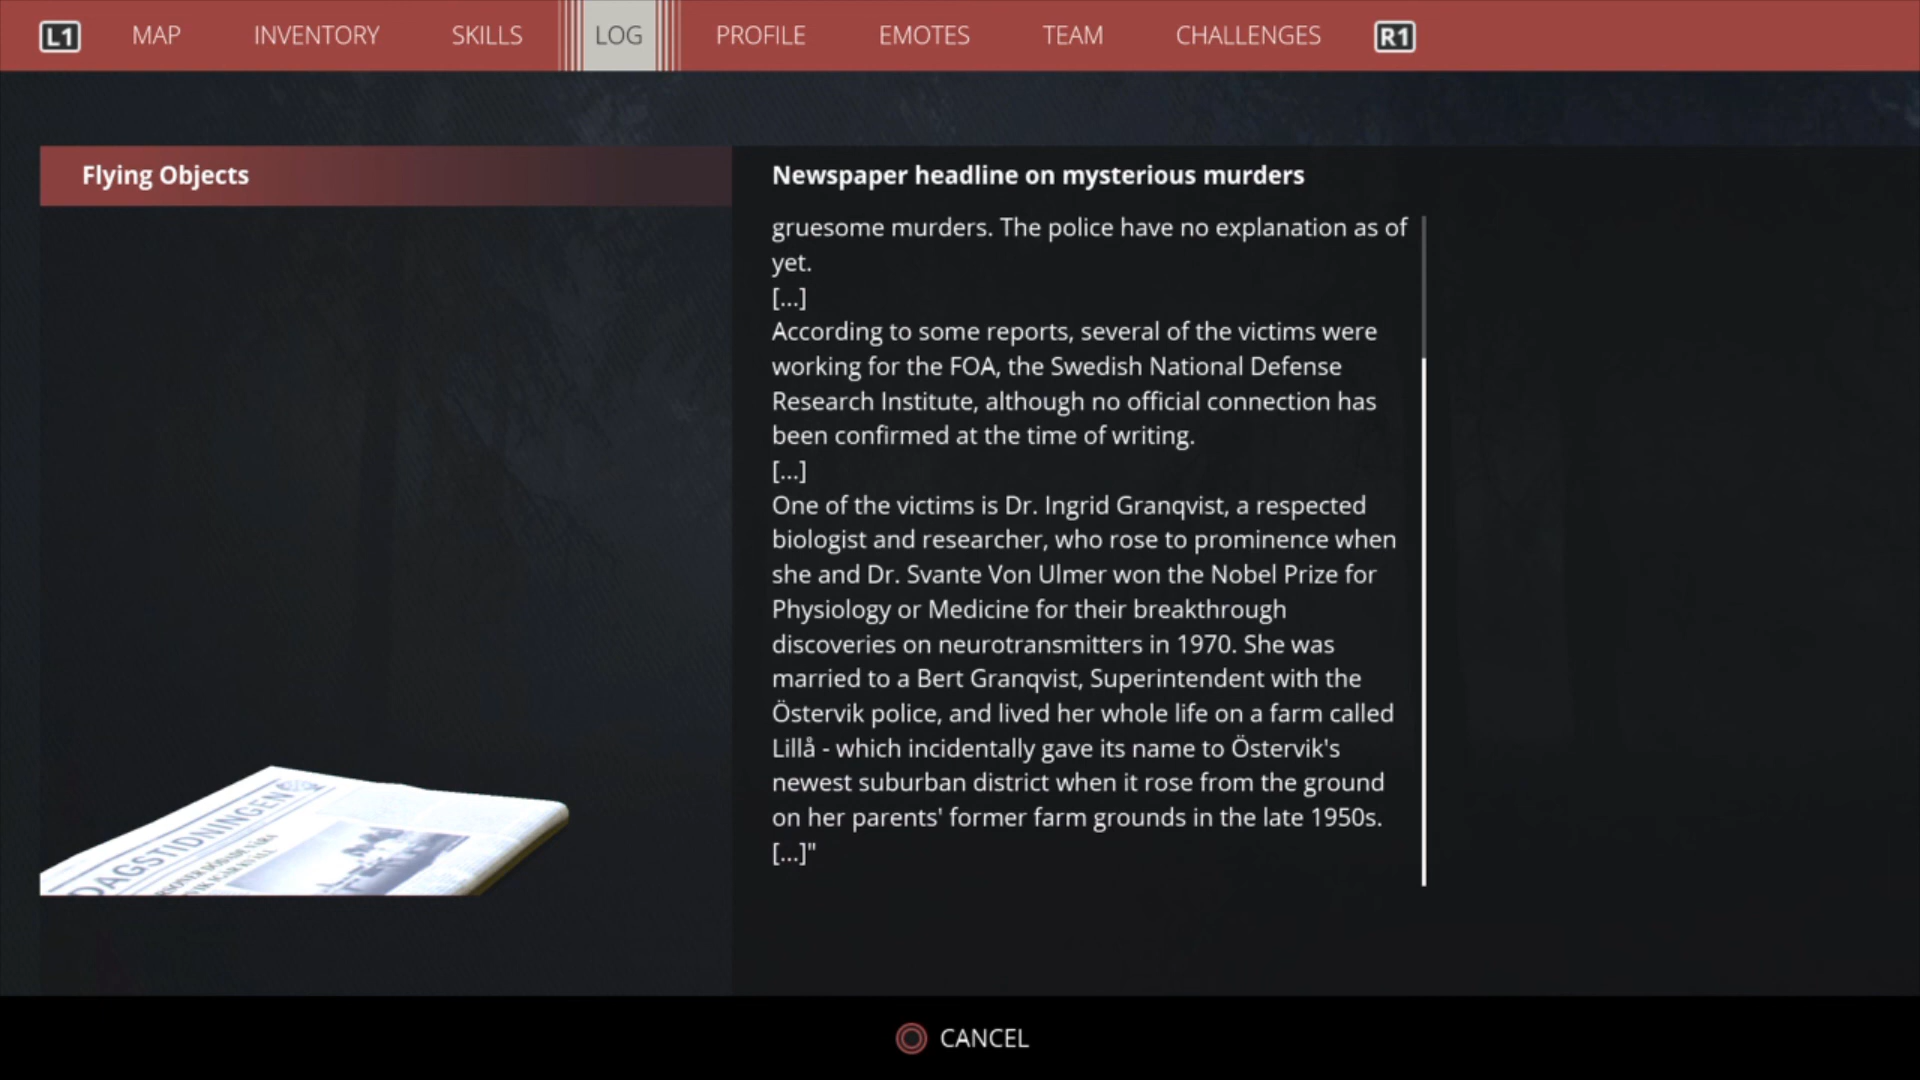 L1 MAP INVENTORY SKILLS LOG PROFILE EMOTES TEAM CHALLENGES R1
Flying Objects
Newspaper headline on mysterious murders
gruesome murders. The police have no explanation as of
yet.
[...]
According to some reports, several of the victims were
working for the FOA, the Swedish National Defense
Research Institute, although no official connection has
been confirmed at the time of writing.
[...]
One of the victims is Dr. Ingrid Granqvist, a respected
biologist and researcher, who rose to prominence when
she and Dr. Svante Von Ulmer won the Nobel Prize for
Physiology or Medicine for their breakthrough
discoveries on neurotransmitters in 1970. She was
married to a Bert Granqvist, Superintendent with the
Östervik police, and lived her whole life on a farm called
Lillå - which incidentally gave its name to Östervik's
newest suburban district when it rose from the ground
on her parents' former farm grounds in the late 1950s.
[...]"
DAGSTIDNINGEN
CANCEL